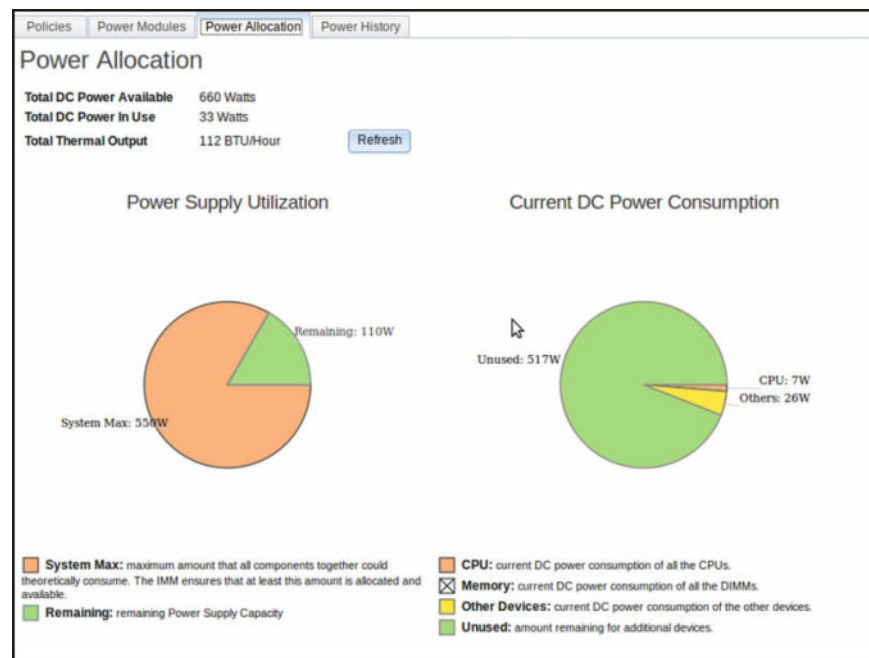 Policies Power Modules Power Allocation Power History
Power Allocation
Total DC Power Available 660 Watts
Total DC Power In Use 33 Watts
Total Thermal Output 112 BTU/Hour Refresh
Power Supply Utilization
Remaining: 110W
System Max: 550W
System Max: maximum amount that all components together could
theoretically consume. The IMM ensures that at least this amount is allocated and
available.
Remaining: remaining Power Supply Capacity
Current DC Power Consumption
Unused: 517W
CPU: 7W
Others: 26W
CPU: current DC power consumption of all the CPUs.
Memory: current DC power consumption of all the DIMMs.
Other Devices: current DC power consumption of the other devices.
Unused: amount remaining for additional devices.